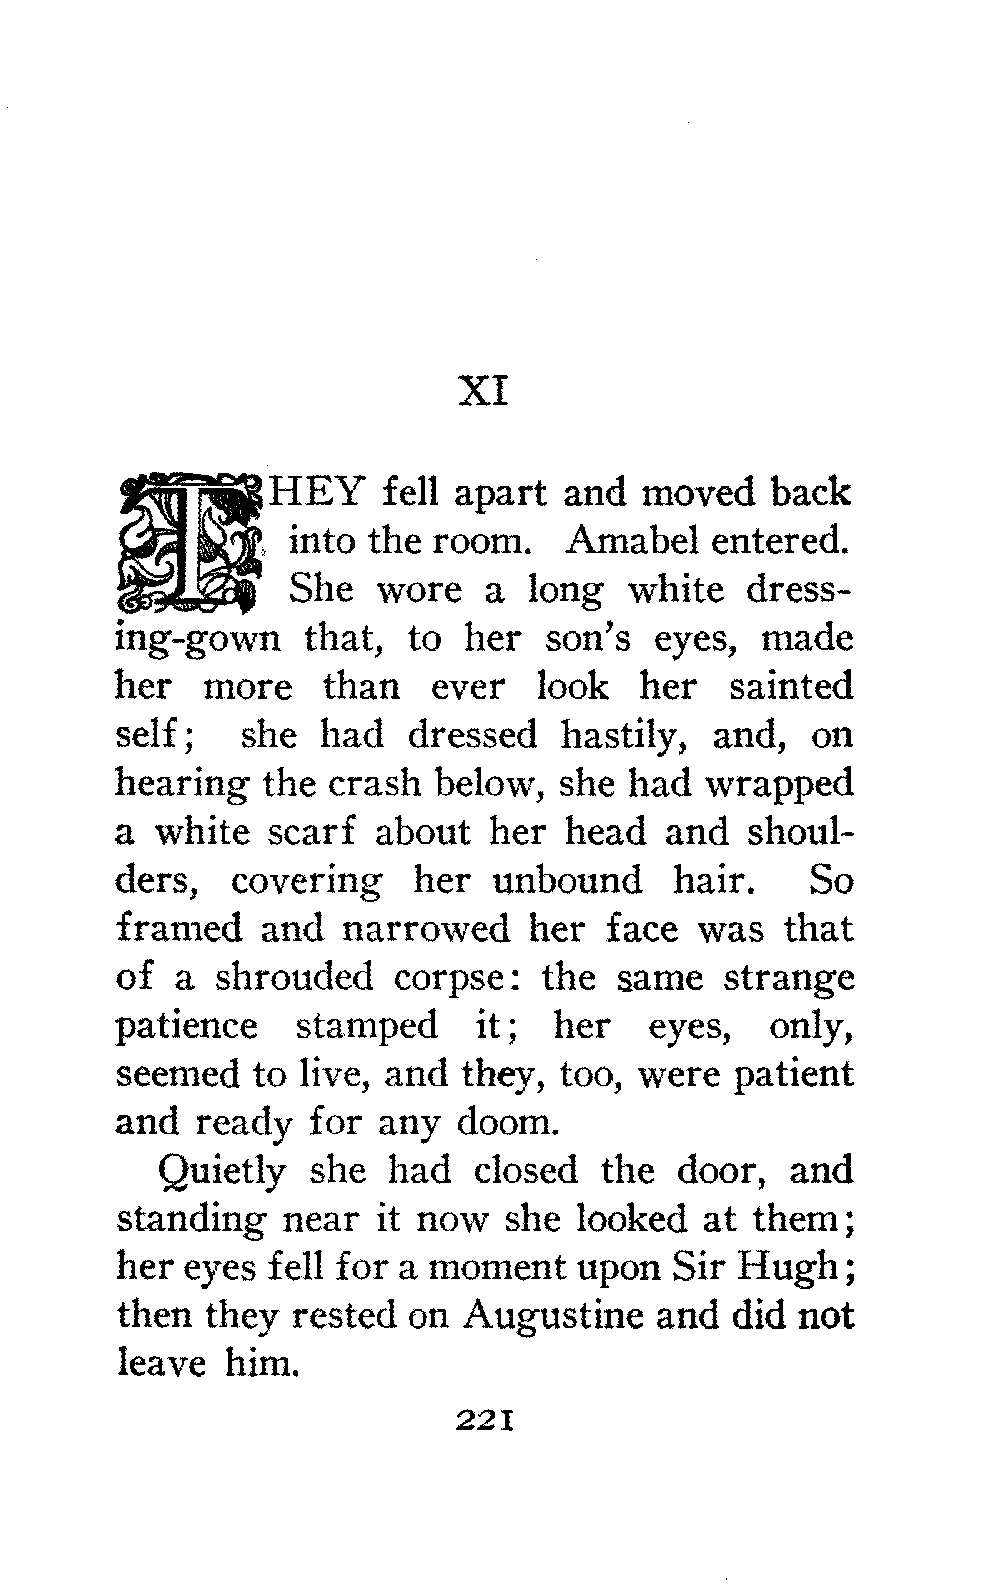 XI
THEY fell apart and moved back
into the room. Amabel entered.
She wore a long white dress-
ing-gown that, to her son's eyes, made
her more than ever look her sainted
self; she had dressed hastily, and, on
hearing the crash below, she had wrapped
a white scarf about her head and shoul-
ders, covering her unbound hair. So
framed and narrowed her face was that
of a shrouded corpse: the same strange
patience stamped it; her eyes, only,
seemed to live, and they, too, were patient
and ready for any doom.
Quietly she had closed the door, and
standing near it now she looked at them;
her eyes fell for a moment upon Sir Hugh;
then they rested on Augustine and did not
leave him.
221